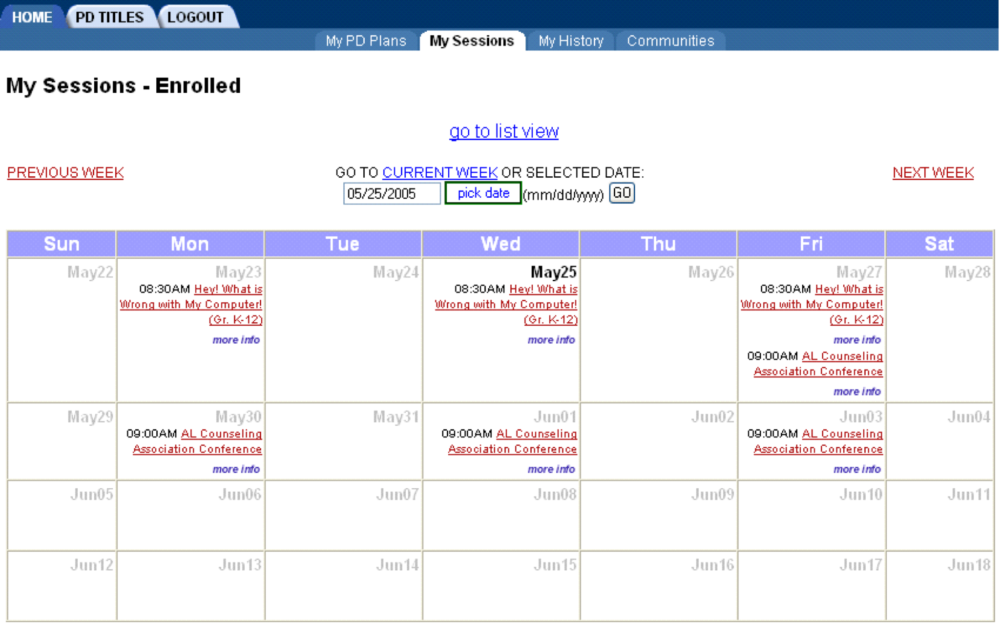 HOME PD TITLES LOGOUT
My PD Plans My Sessions My History Communities
My Sessions - Enrolled
go to list view
PREVIOUS WEEK GO TO CURRENT WEEK OR SELECTED DATE: NEXT WEEK
05/25/2005 pick date (mm/dd/yyyy) GO
Sun Mon Tue Wed Thu Fri Sat
May22
May23
08:30AM Hey! What is
Wrong with My Computer!
(Gr. K-12)
more info
May24
May25
08:30AM Hey! What is
Wrong with My Computer!
(Gr. K-12)
more info
May26
May27
08:30AM Hey! What is
Wrong with My Computer!
(Gr. K-12)
more info
09:00AM AL Counseling
Association Conference
more info
May28
May29
May30
09:00AM AL Counseling
Association Conference
more info
May31
Jun01
09:00AM AL Counseling
Association Conference
more info
Jun02
Jun03
09:00AM AL Counseling
Association Conference
more info
Jun04
Jun05 Jun06 Jun07 Jun08 Jun09 Jun10 Jun11
Jun12 Jun13 Jun14 Jun15 Jun16 Jun17 Jun18